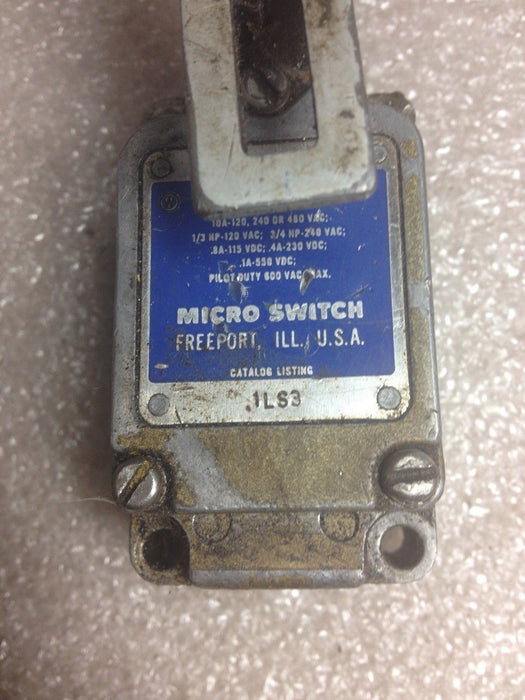 10A-120, 240 OR 480 VAC;
1/3 HP-120 VAC; 3/4 HP-240 VAC;
.8A-115 VDC; .4A-230 VDC;
.1A-550 VDC;
PILOT DUTY 600 VAC MAX.
MICRO SWITCH
FREEPORT, ILL., U.S.A.
CATALOG LISTING
1LS3